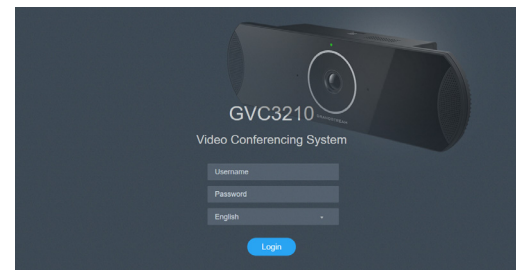 GVC3210
Video Conferencing System
Username
Password
English
Login